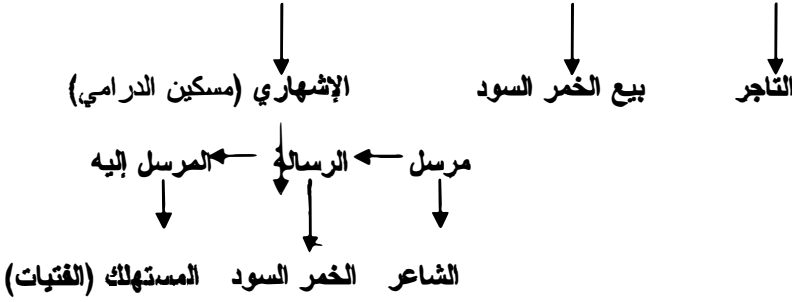 التاجر بيع الخمر السود الإشهاري (مسكين الدرامي)
مرسل الرسالة المرسل إليه
الشاعر الخمر السود المستهلك (الفتيات)